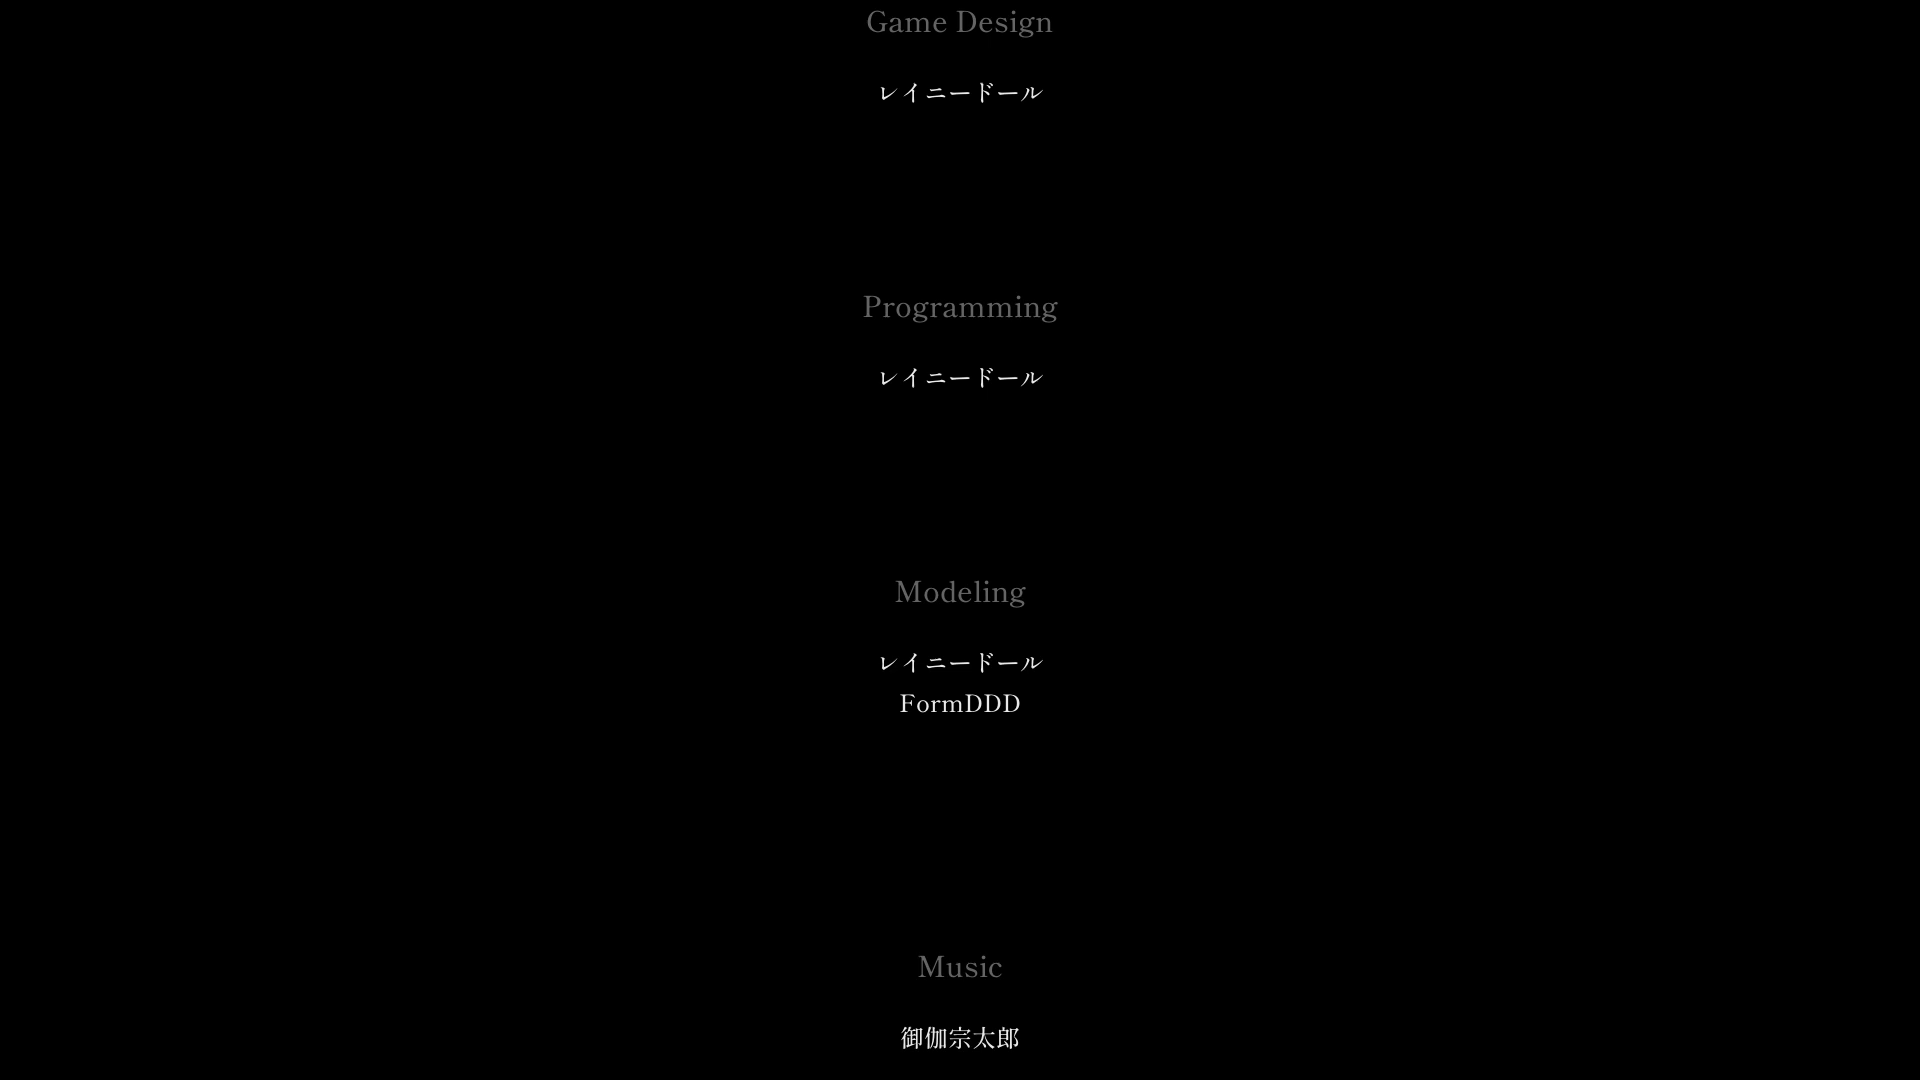 Game Design
レイニードール
Programming
レイニードール
Modeling
レイニードール
FormDDD
Music
御伽宗太郎